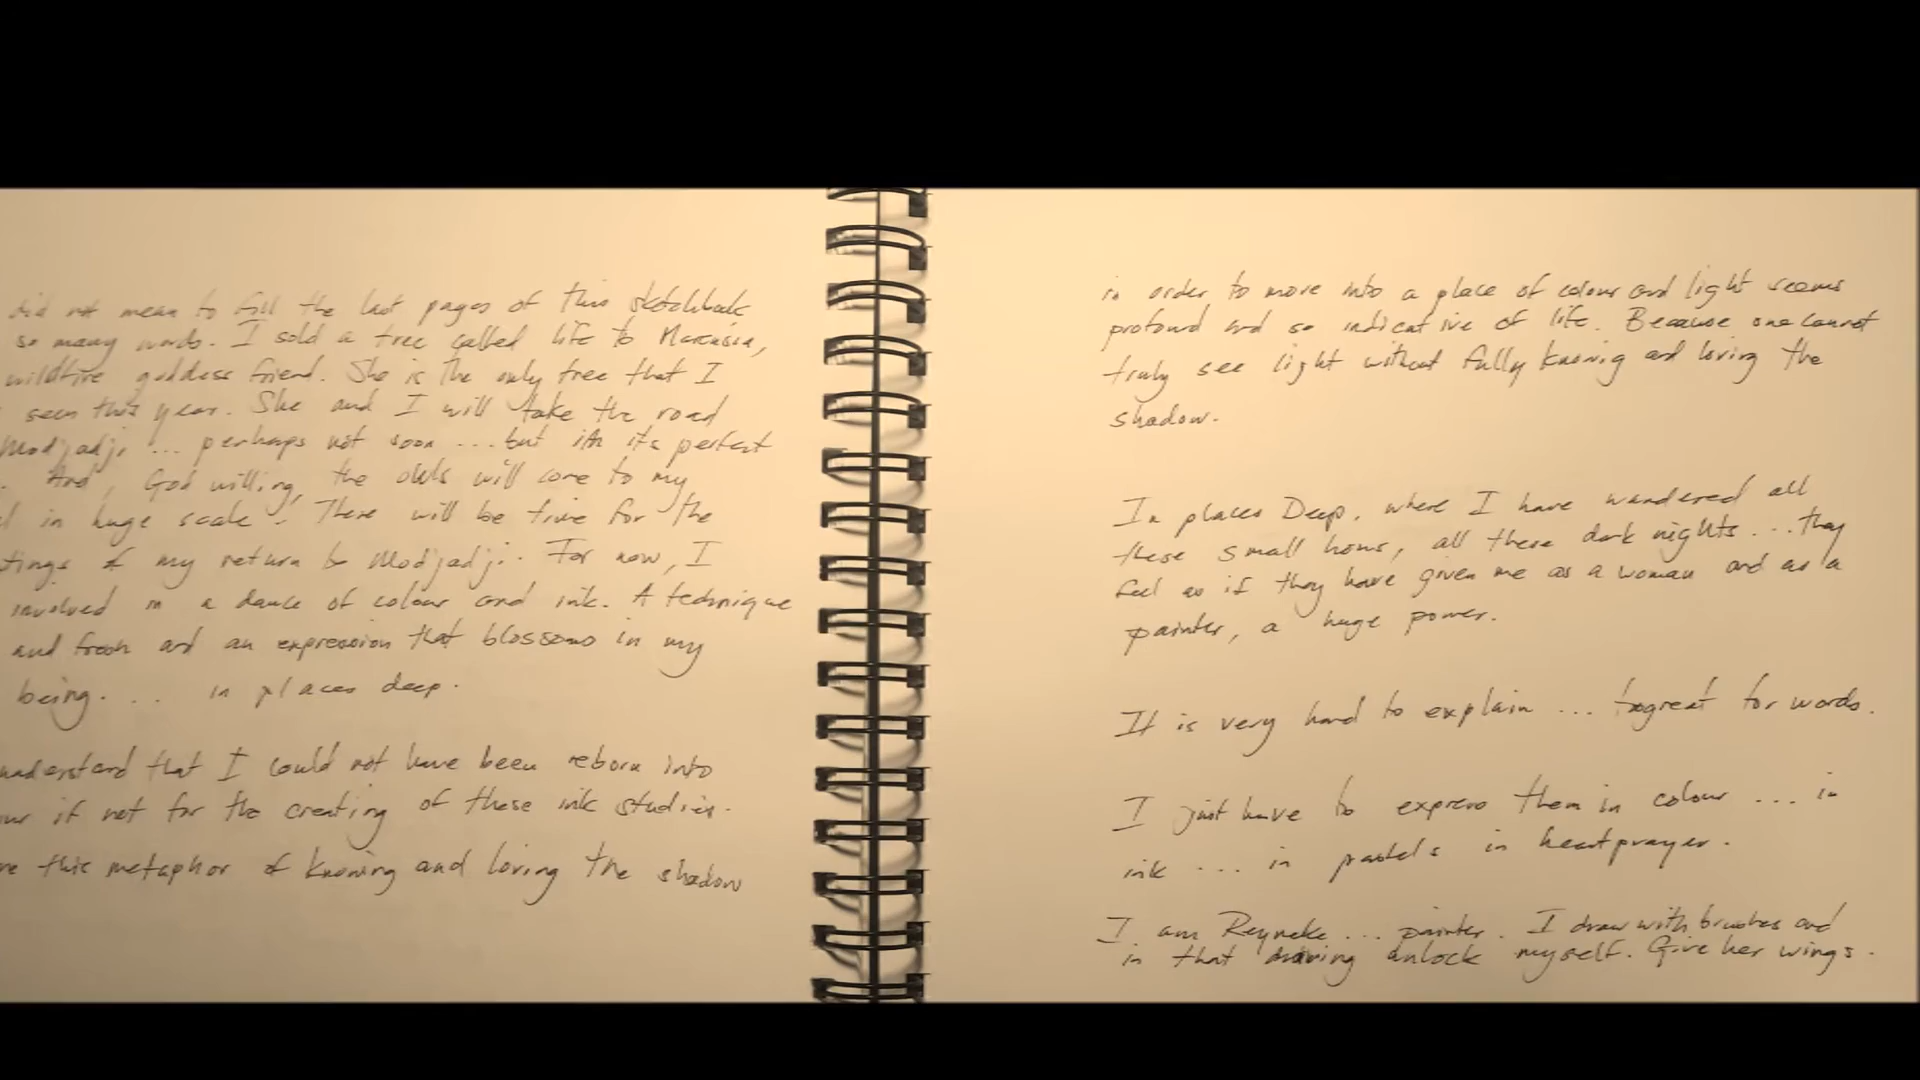 did not mean to fill the last pages of this sketchbook
so many words. I sold a tree called life to
wildfire goddess friend. She is the only tree that I
seen this year. She and I will take the road
Modjadji ... perhaps not soon ... but in its perfect
. And, God willing, the owls will come to my
in huge scale. There will be time for the
tings of my return to Modjadji. For now, I
involved in a dance of colour and ink. A technique
and fresh and an expression that blossoms in my
being. . . in places deep.
understand that I could not have been reborn into
if not for the creating of these ink studies.
this metaphor of knowing and loving the shadow
in order to move into a place of colour and light seems
profound and so indicative of life. Because one cannot
truly see light without fully knowing and loving the
shadow.
In places Deep, where I have wandered all
these small hours, all these dark nights ... they
feel as if they have given me as a woman and as a
painter, a huge power.
It is very hard to explain ... too great for words.
I just have to express them in colour ... in
ink ... in pastels in heartprayer.
I am Reyneke ... painter. I draw with brushes and
in that drawing unlock myself. Give her wings.